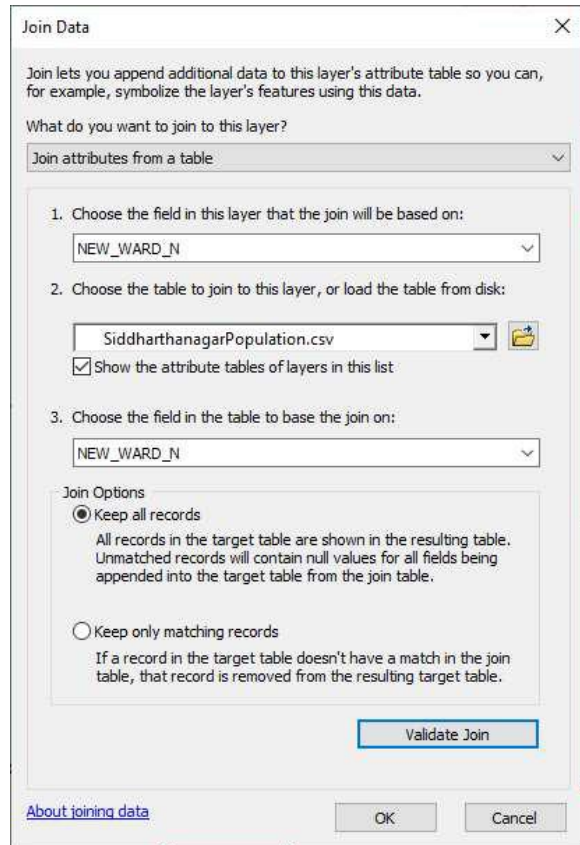 Join Data
Join lets you append additional data to this layer's attribute table so you can,
for example, symbolize the layer's features using this data.
What do you want to join to this layer?
Join attributes from a table
1. Choose the field in this layer that the join will be based on:
NEW_WARD_N
2. Choose the table to join to this layer, or load the table from disk:
SiddharthanagarPopulation.csv
Show the attribute tables of layers in this list
3. Choose the field in the table to base the join on:
NEW_WARD_N
Join Options
Keep all records
All records in the target table are shown in the resulting table.
Unmatched records will contain null values for all fields being
appended into the target table from the join table.
Keep only matching records
If a record in the target table doesn't have a match in the join
table, that record is removed from the resulting target table.
Validate Join
About joining data
OK
Cancel